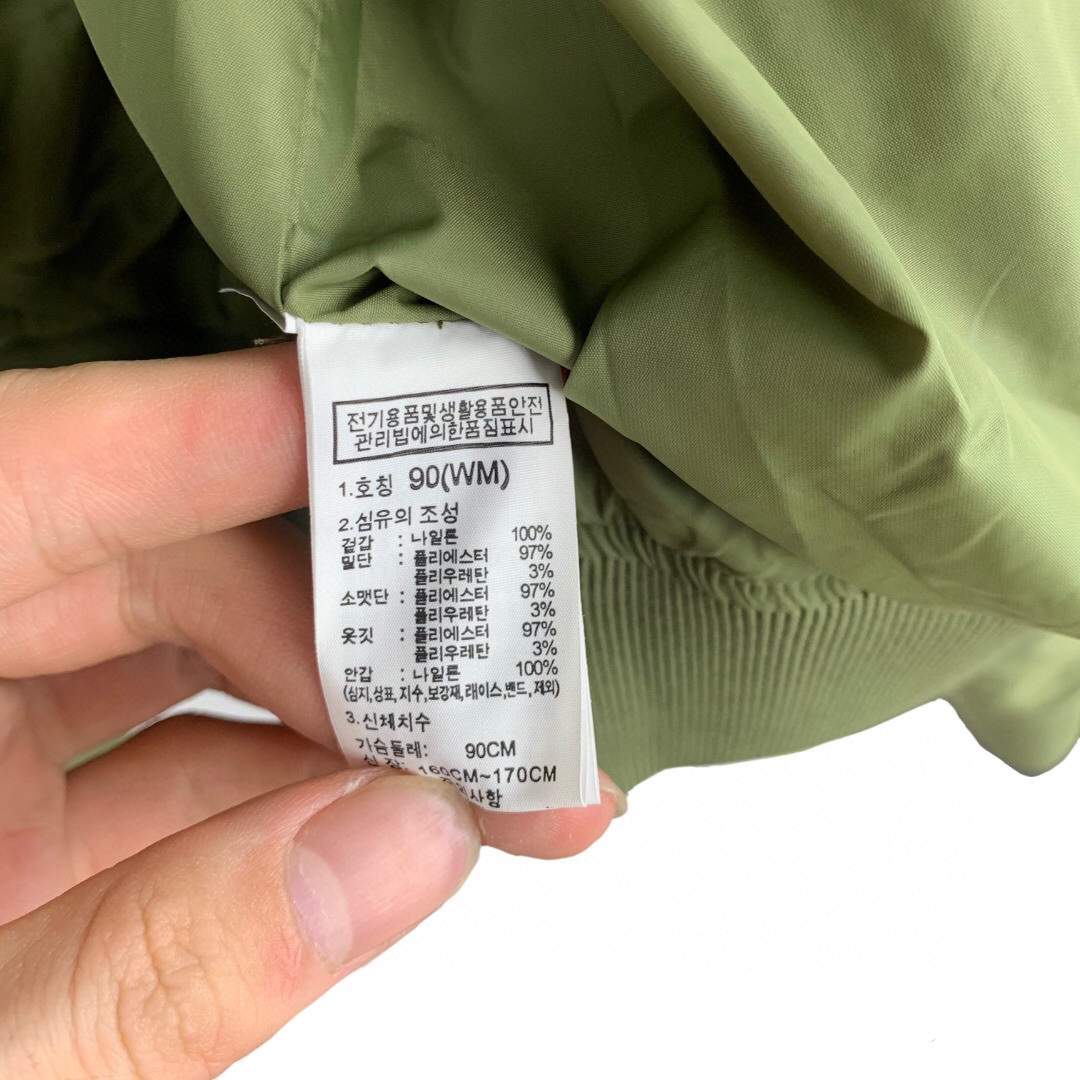 전기용품및생활용품안전
관리법에의한품질표시
1.호칭 90(WM)
2.섬유의 조성
겉감 : 나일론 100%
밑단 : 폴리에스터 97%
폴리우레탄 3%
소맷단 : 폴리에스터 97%
폴리우레탄 3%
옷깃 : 폴리에스터 97%
폴리우레탄 3%
안감 : 나일론 100%
(심지,상표,지수,보강재,레이스,밴드,제외)
3.신체치수
가슴둘레: 90CM
신 장: 160CM~170CM
사항